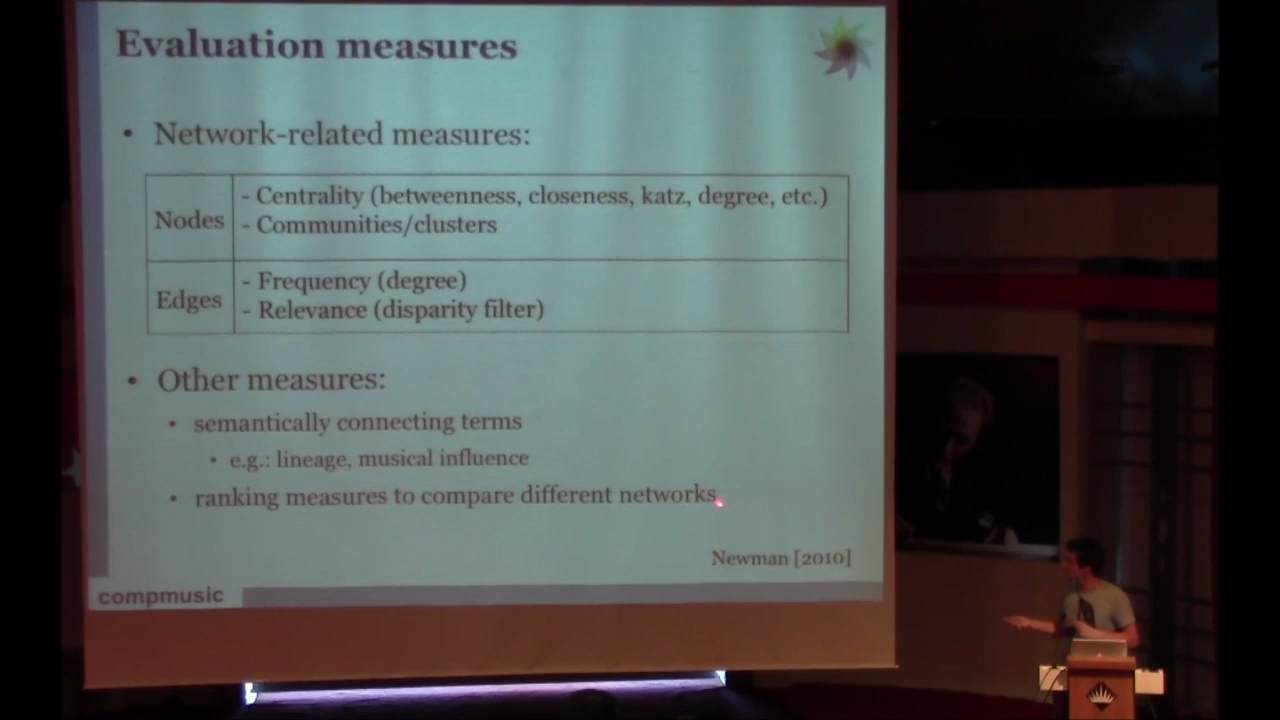 Evaluation measures
• Network-related measures:
Nodes
- Centrality (betweenness, closeness, katz, degree, etc.)
- Communities/clusters
Edges
- Frequency (degree)
- Relevance (disparity filter)
• Other measures:
• semantically connecting terms
• e.g.: lineage, musical influence
• ranking measures to compare different networks
Newman [2010]
compmusic